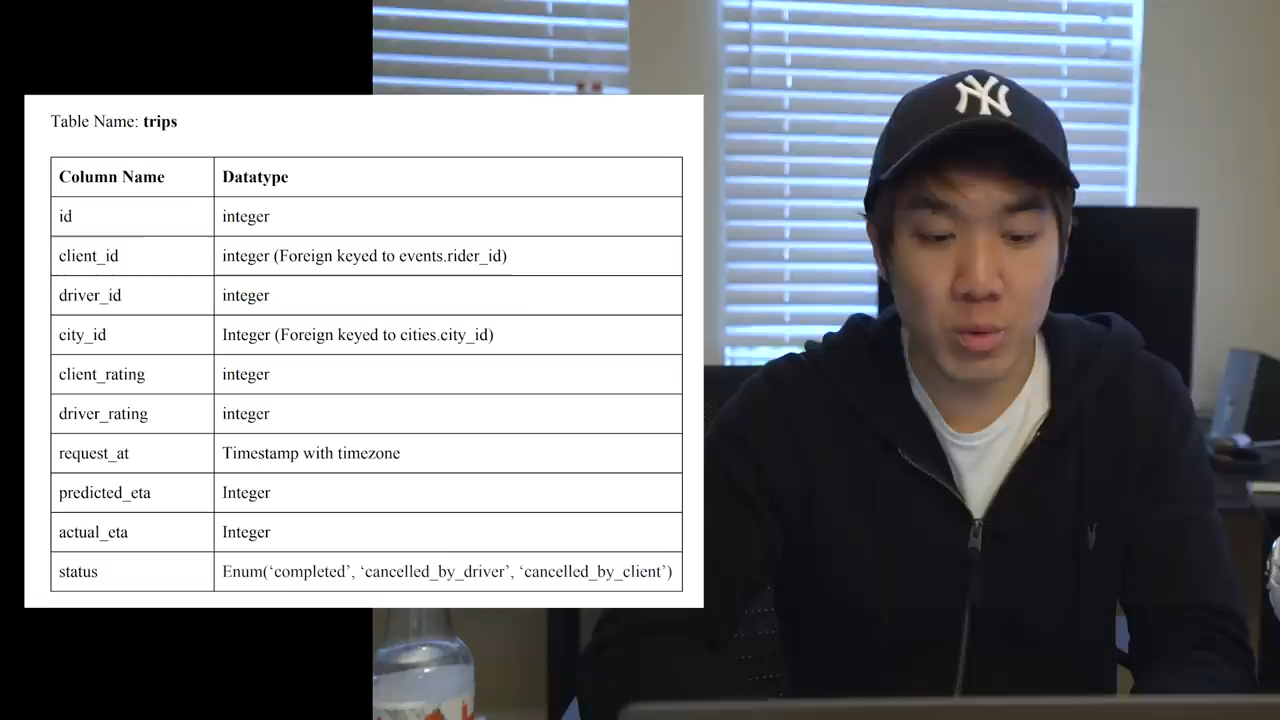 Table Name: trips
Column Name Datatype
id integer
client_id integer (Foreign keyed to events.rider_id)
driver_id integer
city_id Integer (Foreign keyed to cities.city_id)
client_rating integer
driver_rating integer
request_at Timestamp with timezone
predicted_eta Integer
actual_eta Integer
status Enum(‘completed’, ‘cancelled_by_driver’, ‘cancelled_by_client’)
NY